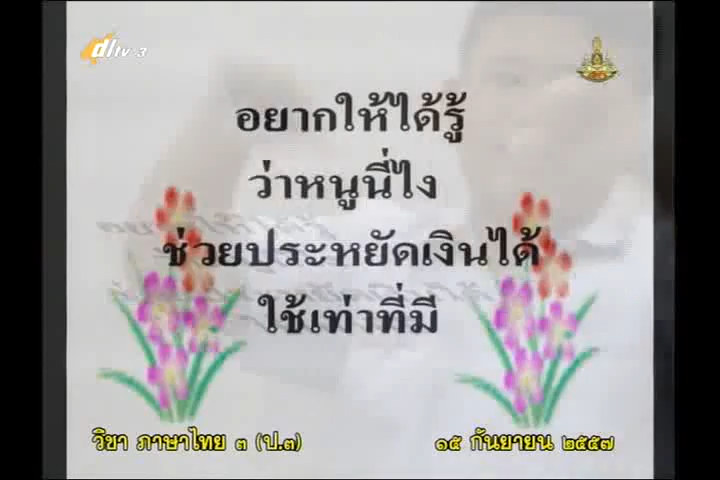 dltv 3
อยากให้ได้รู้
ว่าหนูนี่ไง
ช่วยประหยัดเงินได้
ใช้เท่าที่มี
วิชา ภาษาไทย ๓ (ป.๓)
๑๕ กันยายน ๒๕๕๗